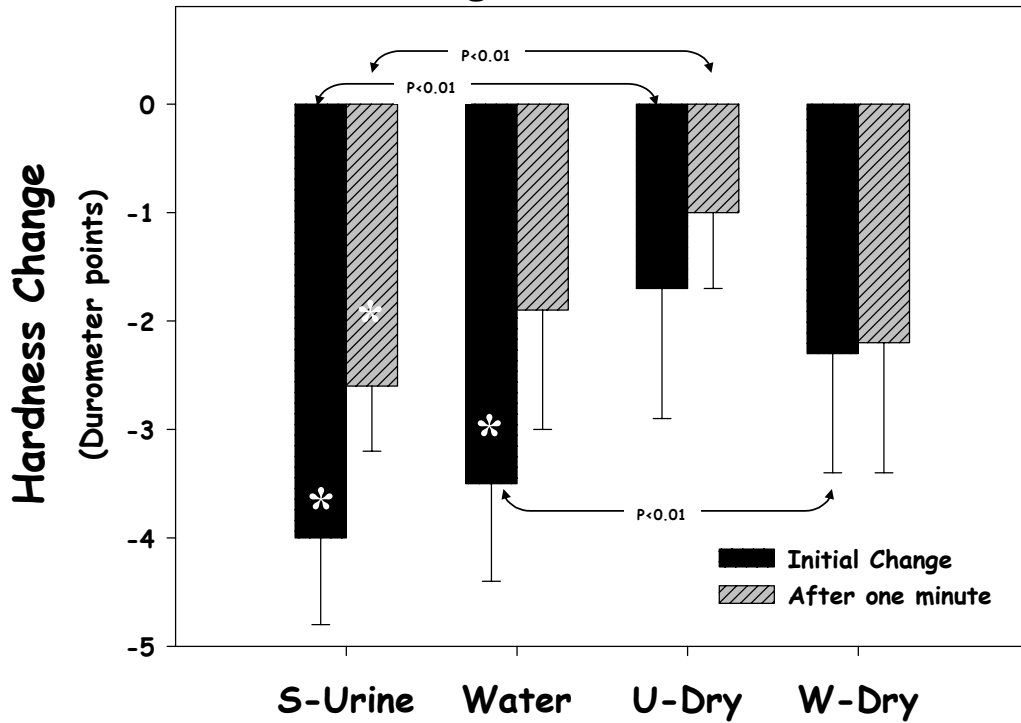 P<0.01
P<0.01
0
-1
-2
-3
-4
-5
Hardness Change
(Durometer points)
*
*
*
P<0.01
Initial Change
After one minute
S-Urine Water U-Dry W-Dry